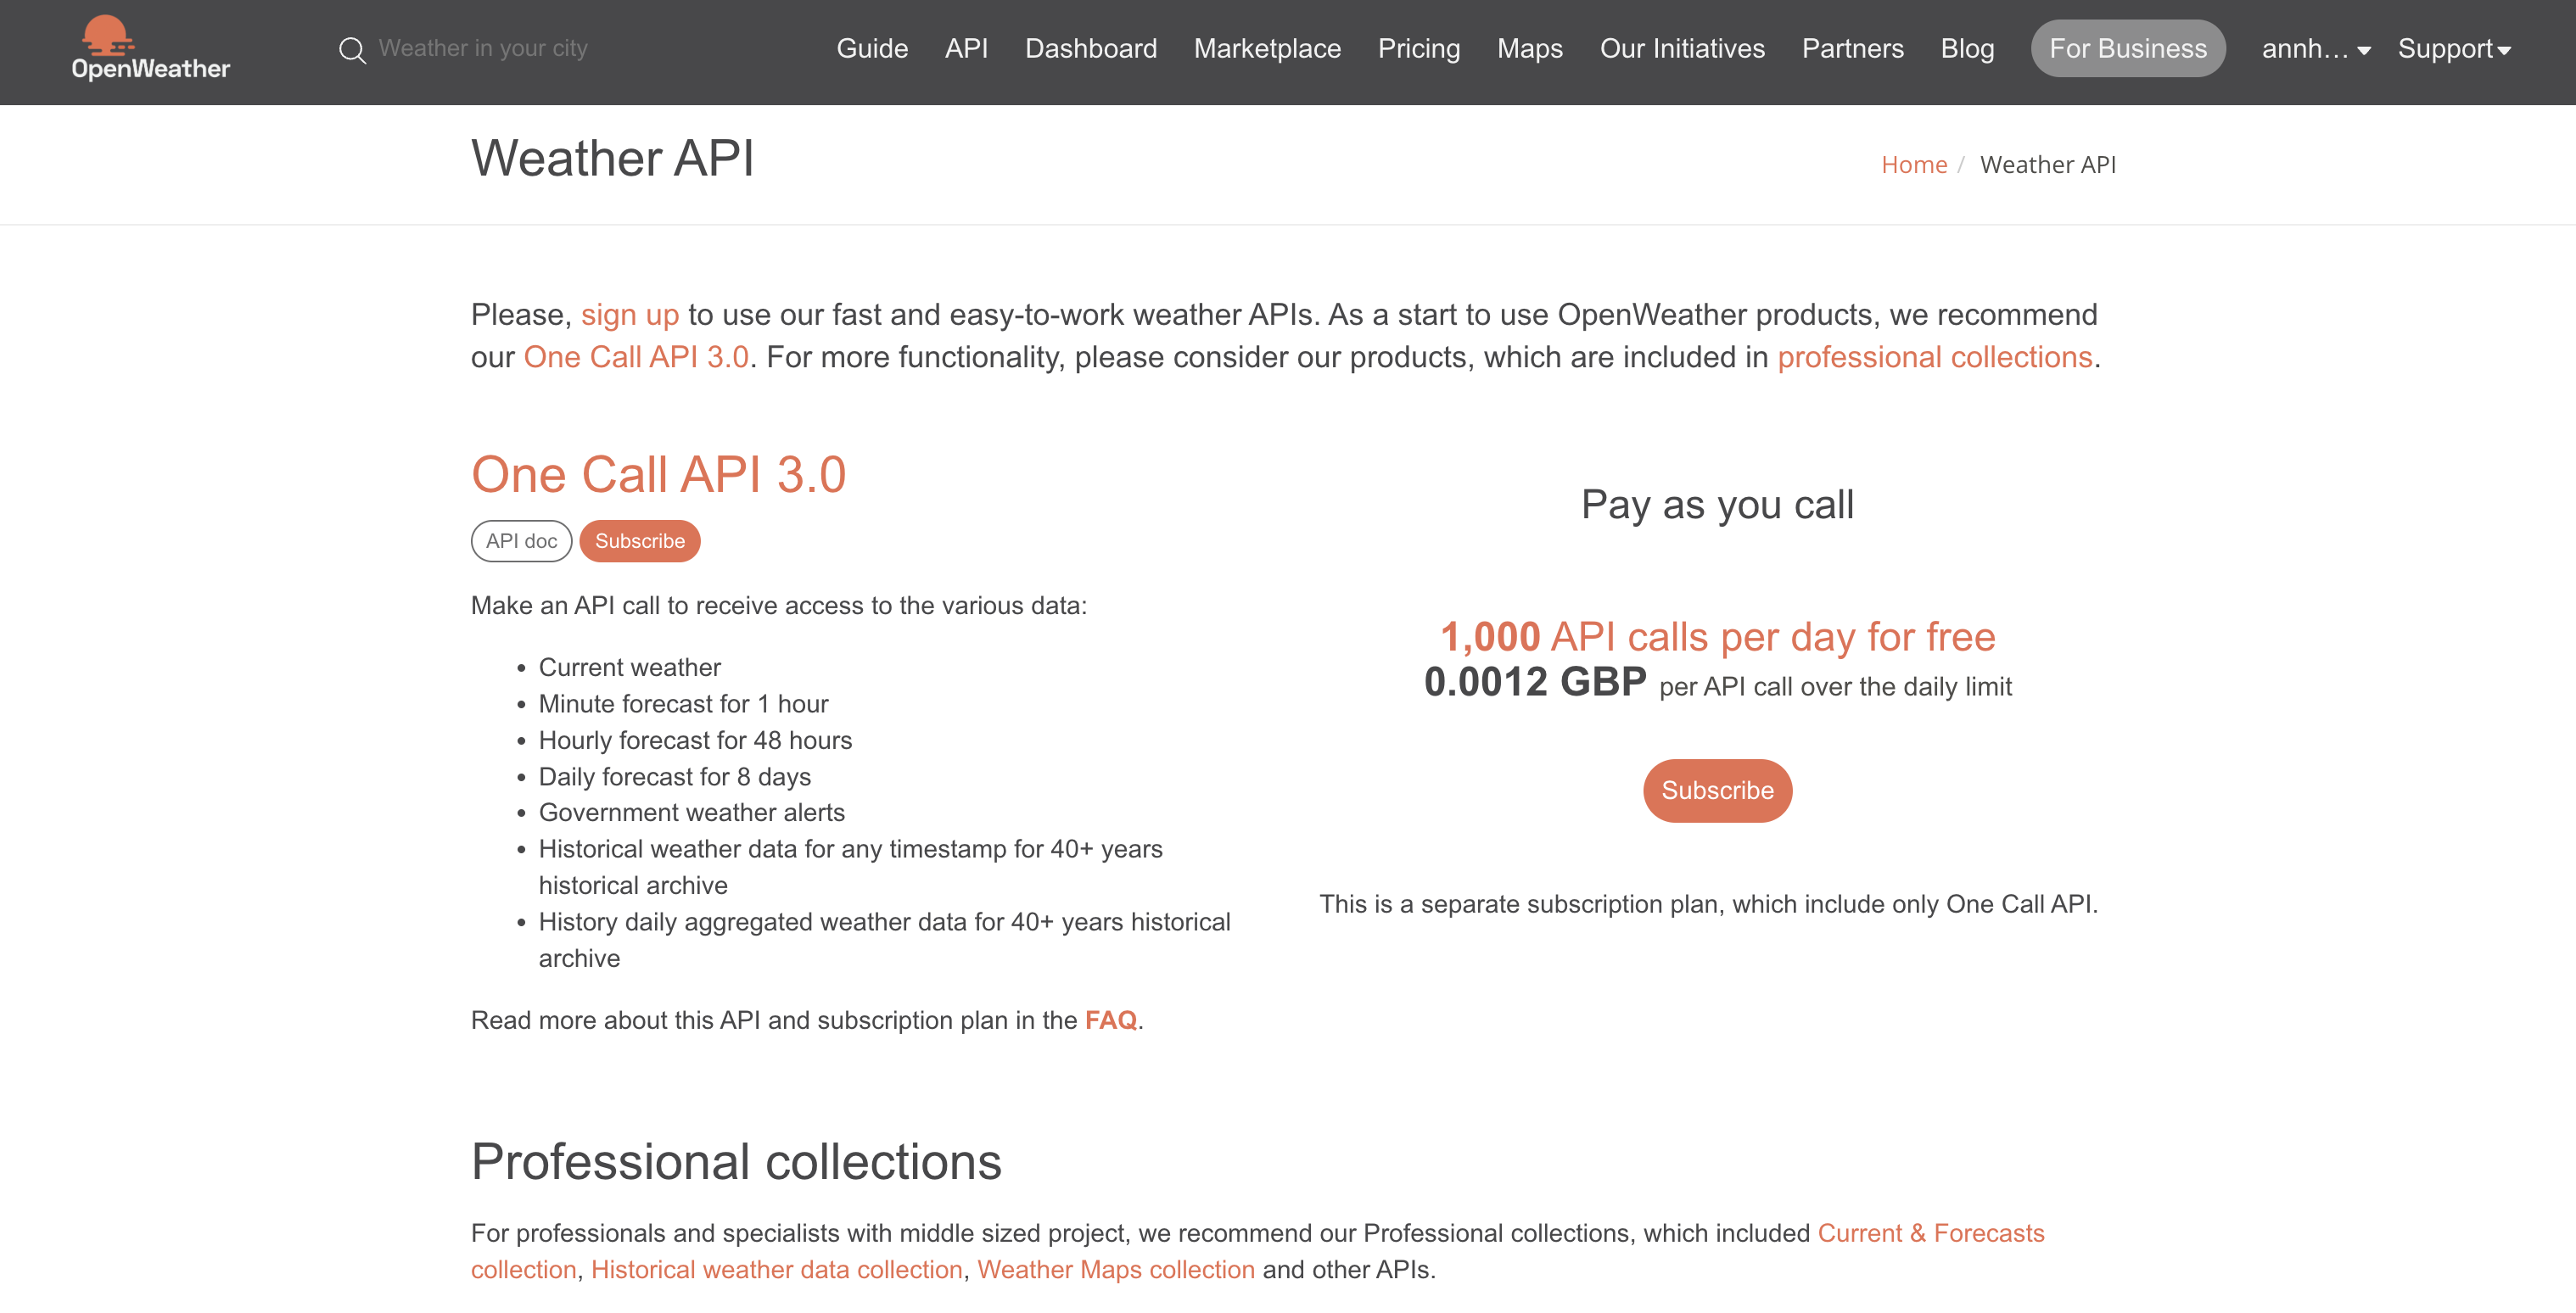 OpenWeather
Weather in your city
Guide API Dashboard Marketplace Pricing Maps Our Initiatives Partners Blog For Business annh... Support
Weather API
Home / Weather API
Please, sign up to use our fast and easy-to-work weather APIs. As a start to use OpenWeather products, we recommend
our One Call API 3.0. For more functionality, please consider our products, which are included in professional collections.
One Call API 3.0
API doc Subscribe
Make an API call to receive access to the various data:
• Current weather
• Minute forecast for 1 hour
• Hourly forecast for 48 hours
• Daily forecast for 8 days
• Government weather alerts
• Historical weather data for any timestamp for 40+ years
historical archive
• History daily aggregated weather data for 40+ years historical
archive
Read more about this API and subscription plan in the FAQ.
Pay as you call
1,000 API calls per day for free
0.0012 GBP per API call over the daily limit
Subscribe
This is a separate subscription plan, which include only One Call API.
Professional collections
For professionals and specialists with middle sized project, we recommend our Professional collections, which included Current & Forecasts
collection, Historical weather data collection, Weather Maps collection and other APIs.